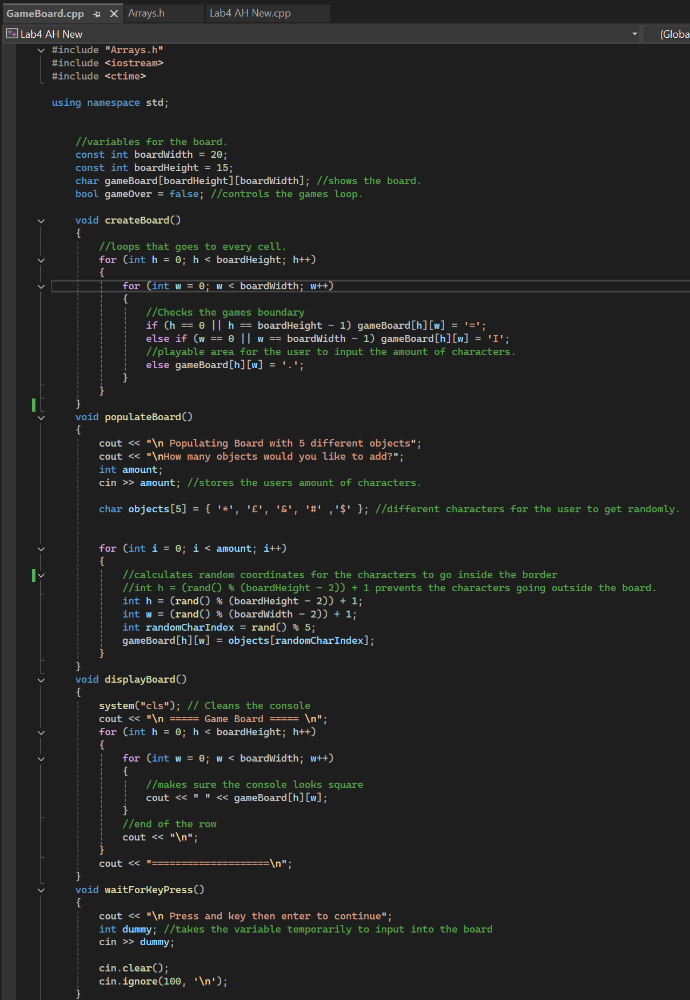 GameBoard.cpp Arrays.h Lab4 AH New.cpp
Lab4 AH New (Globa
#include "Arrays.h"
#include <iostream>
#include <ctime>
using namespace std;
//variables for the board.
const int boardWidth = 20;
const int boardHeight = 15;
char gameBoard[boardHeight][boardWidth]; //shows the board.
bool gameOver = false; //controls the games loop.
void createBoard()
{
//loops that goes to every cell.
for (int h = 0; h < boardHeight; h++)
{
for (int w = 0; w < boardWidth; w++)
{
//Checks the games boundary
if (h == 0 || h == boardHeight - 1) gameBoard[h][w] = '=';
else if (w == 0 || w == boardWidth - 1) gameBoard[h][w] = 'I';
//playable area for the user to input the amount of characters.
else gameBoard[h][w] = '.';
}
}
}
void populateBoard()
{
cout << "\n Populating Board with 5 different objects";
cout << "\nHow many objects would you like to add?";
int amount;
cin >> amount; //stores the users amount of characters.
char objects[5] = { '*', '£', '&', '#' ,'$' }; //different characters for the user to get randomly.
for (int i = 0; i < amount; i++)
{
//calculates random coordinates for the characters to go inside the border
//int h = (rand() % (boardHeight - 2)) + 1 prevents the characters going outside the board.
int h = (rand() % (boardHeight - 2)) + 1;
int w = (rand() % (boardWidth - 2)) + 1;
int randomCharIndex = rand() % 5;
gameBoard[h][w] = objects[randomCharIndex];
}
}
void displayBoard()
{
system("cls"); // Cleans the console
cout << "\n ===== Game Board ===== \n";
for (int h = 0; h < boardHeight; h++)
{
for (int w = 0; w < boardWidth; w++)
{
//makes sure the console looks square
cout << " " << gameBoard[h][w];
}
//end of the row
cout << "\n";
}
cout << "====================\n";
}
void waitForKeyPress()
{
cout << "\n Press and key then enter to continue";
int dummy; //takes the variable temporarily to input into the board
cin >> dummy;
cin.clear();
cin.ignore(100, '\n');
}